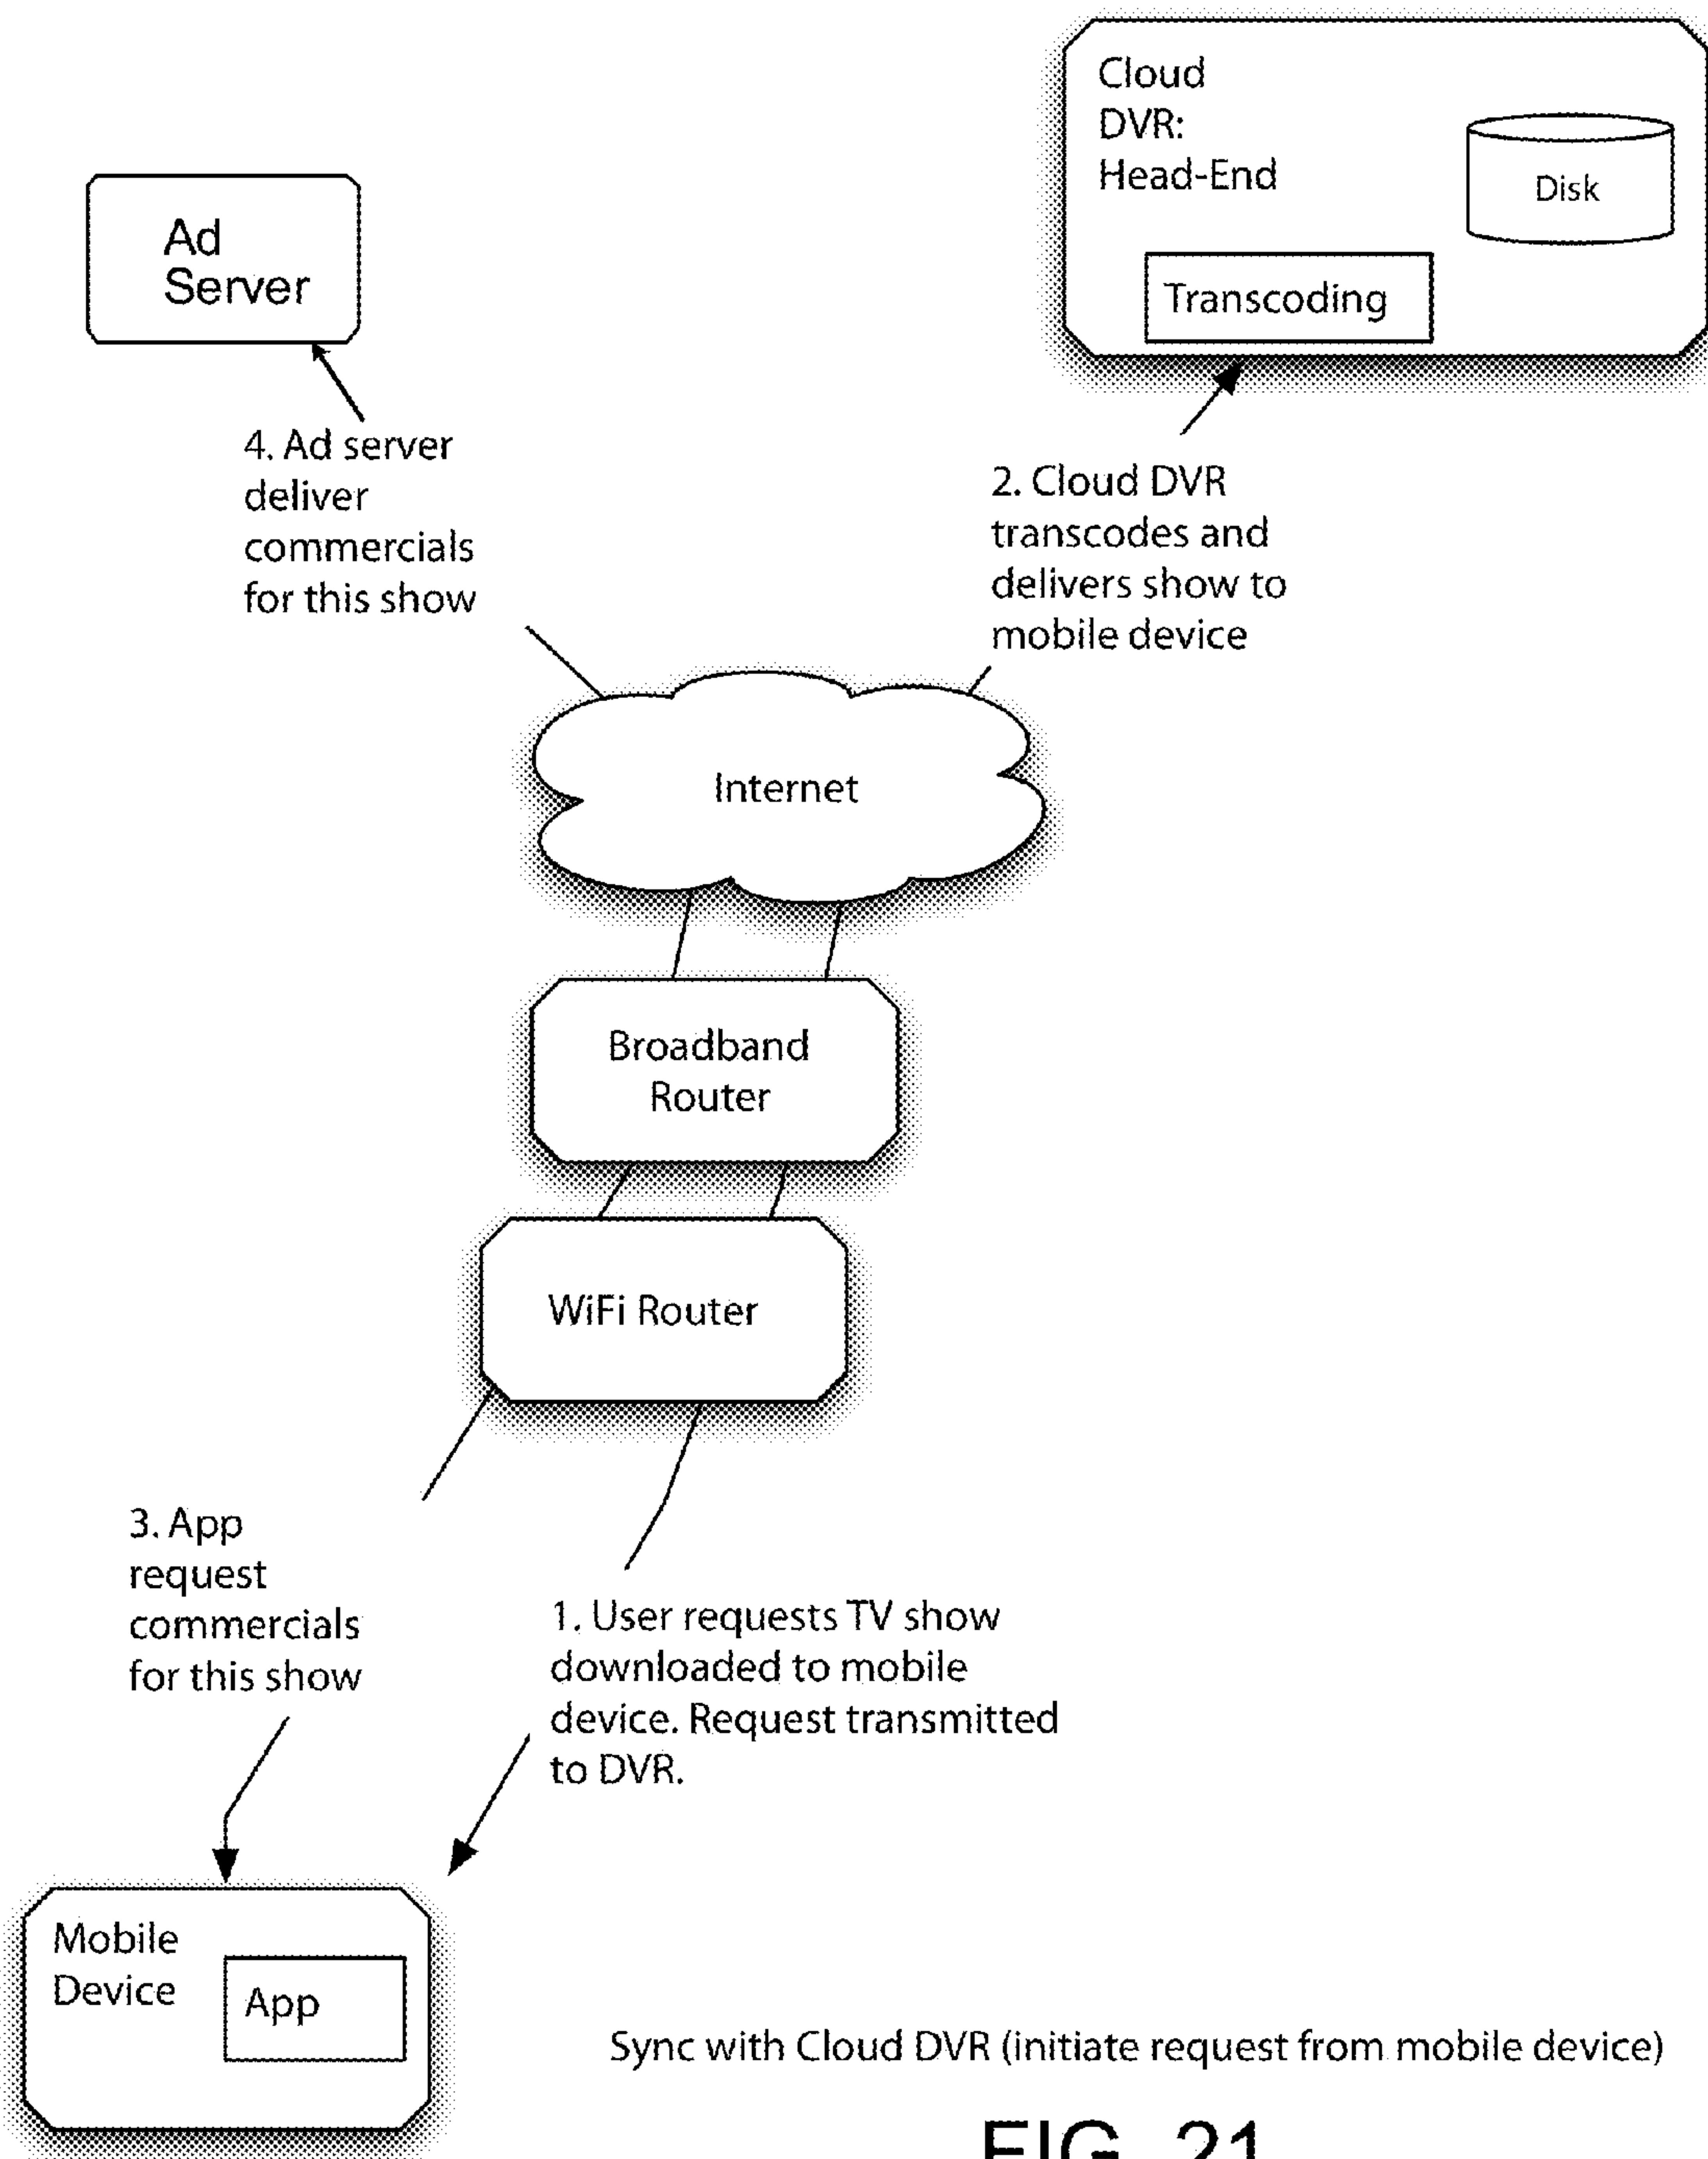 Cloud
DVR:
Head-End
Disk
Transcoding
Ad
Server
4. Ad server
deliver
commercials
for this show
2. Cloud DVR
transcodes and
delivers show to
mobile device
Internet
Broadband
Router
WiFi Router
3. App
request
commercials
for this show
1. User requests TV show
downloaded to mobile
device. Request transmitted
to DVR.
Mobile
Device
App
Sync with Cloud DVR (initiate request from mobile device)
FIG. 21